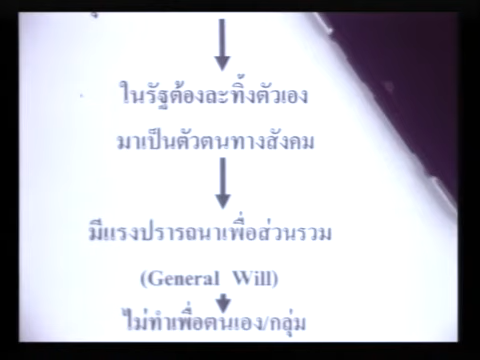 ในรัฐต้องละทิ้งตัวเอง
มาเป็นตัวตนทางสังคม
มีแรงปรารถนาเพื่อส่วนรวม
(General Will)
ไม่ทำเพื่อตนเอง/กลุ่ม